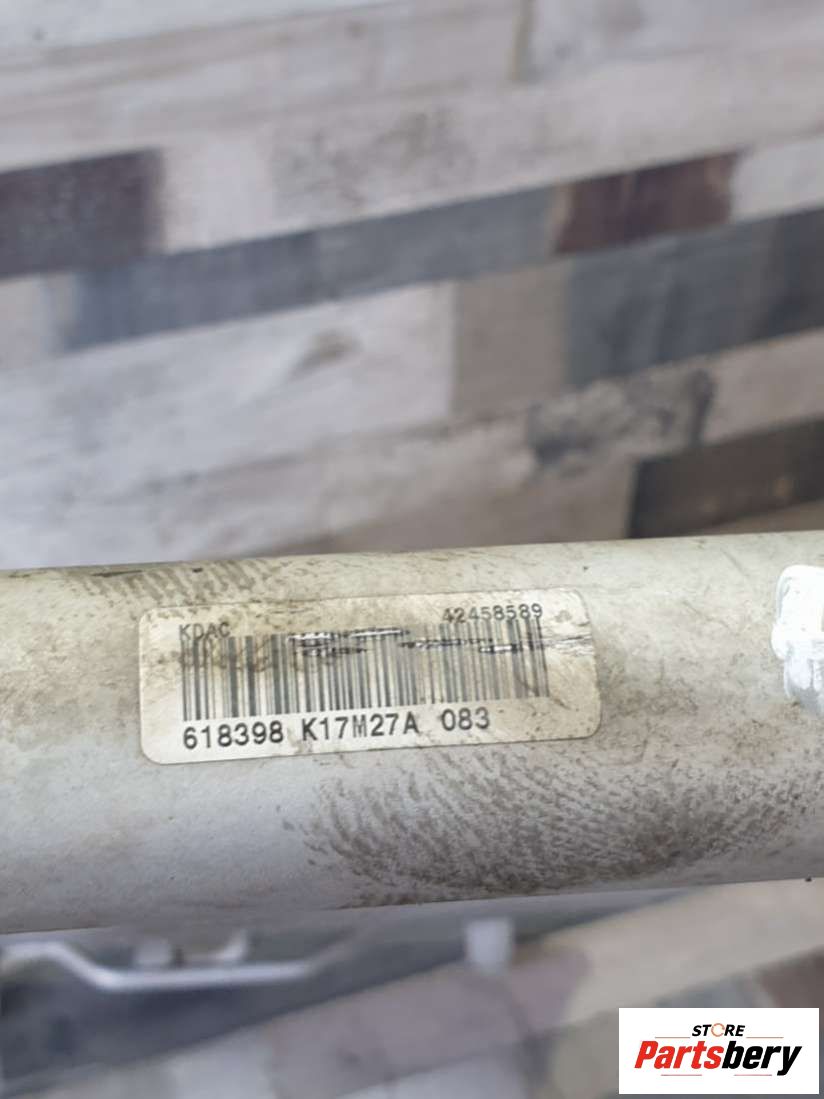 KDAC 42458589
618398 K17M27A 083
STORE
Partsbery